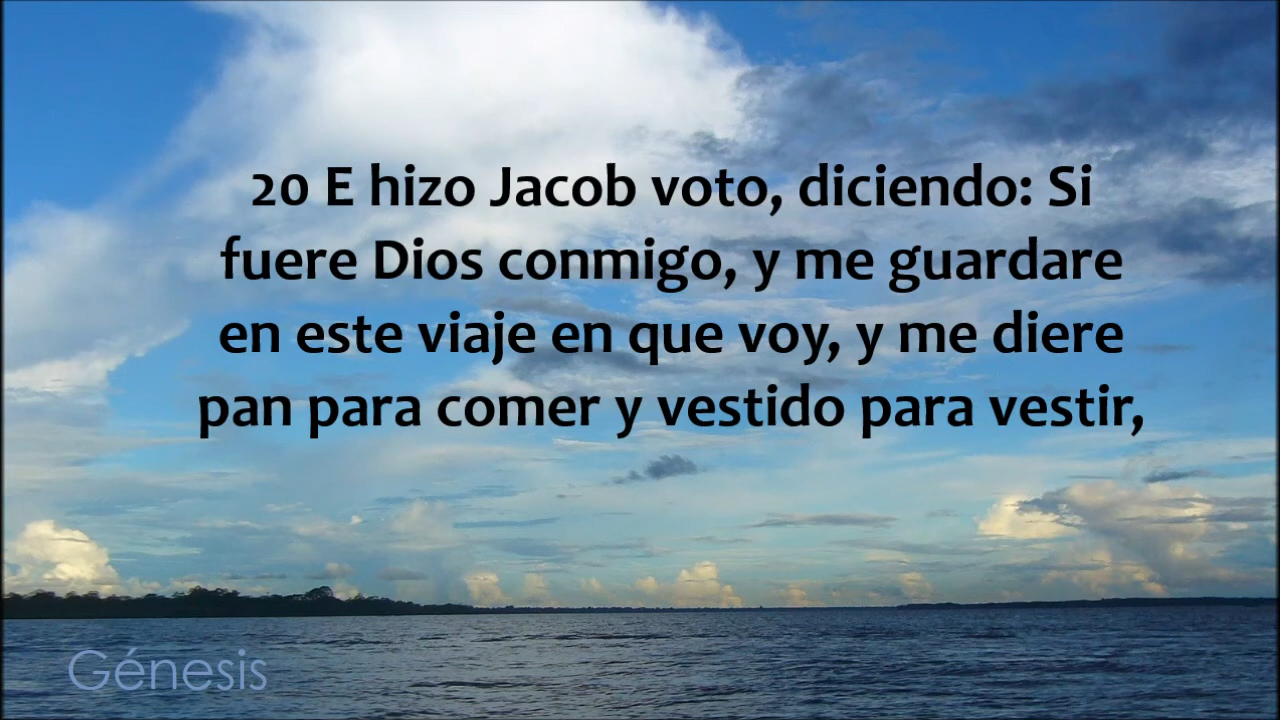 20 E hizo Jacob voto, diciendo: Si
fuere Dios conmigo, y me guardare
en este viaje en que voy, y me diere
pan para comer y vestido para vestir,
Génesis